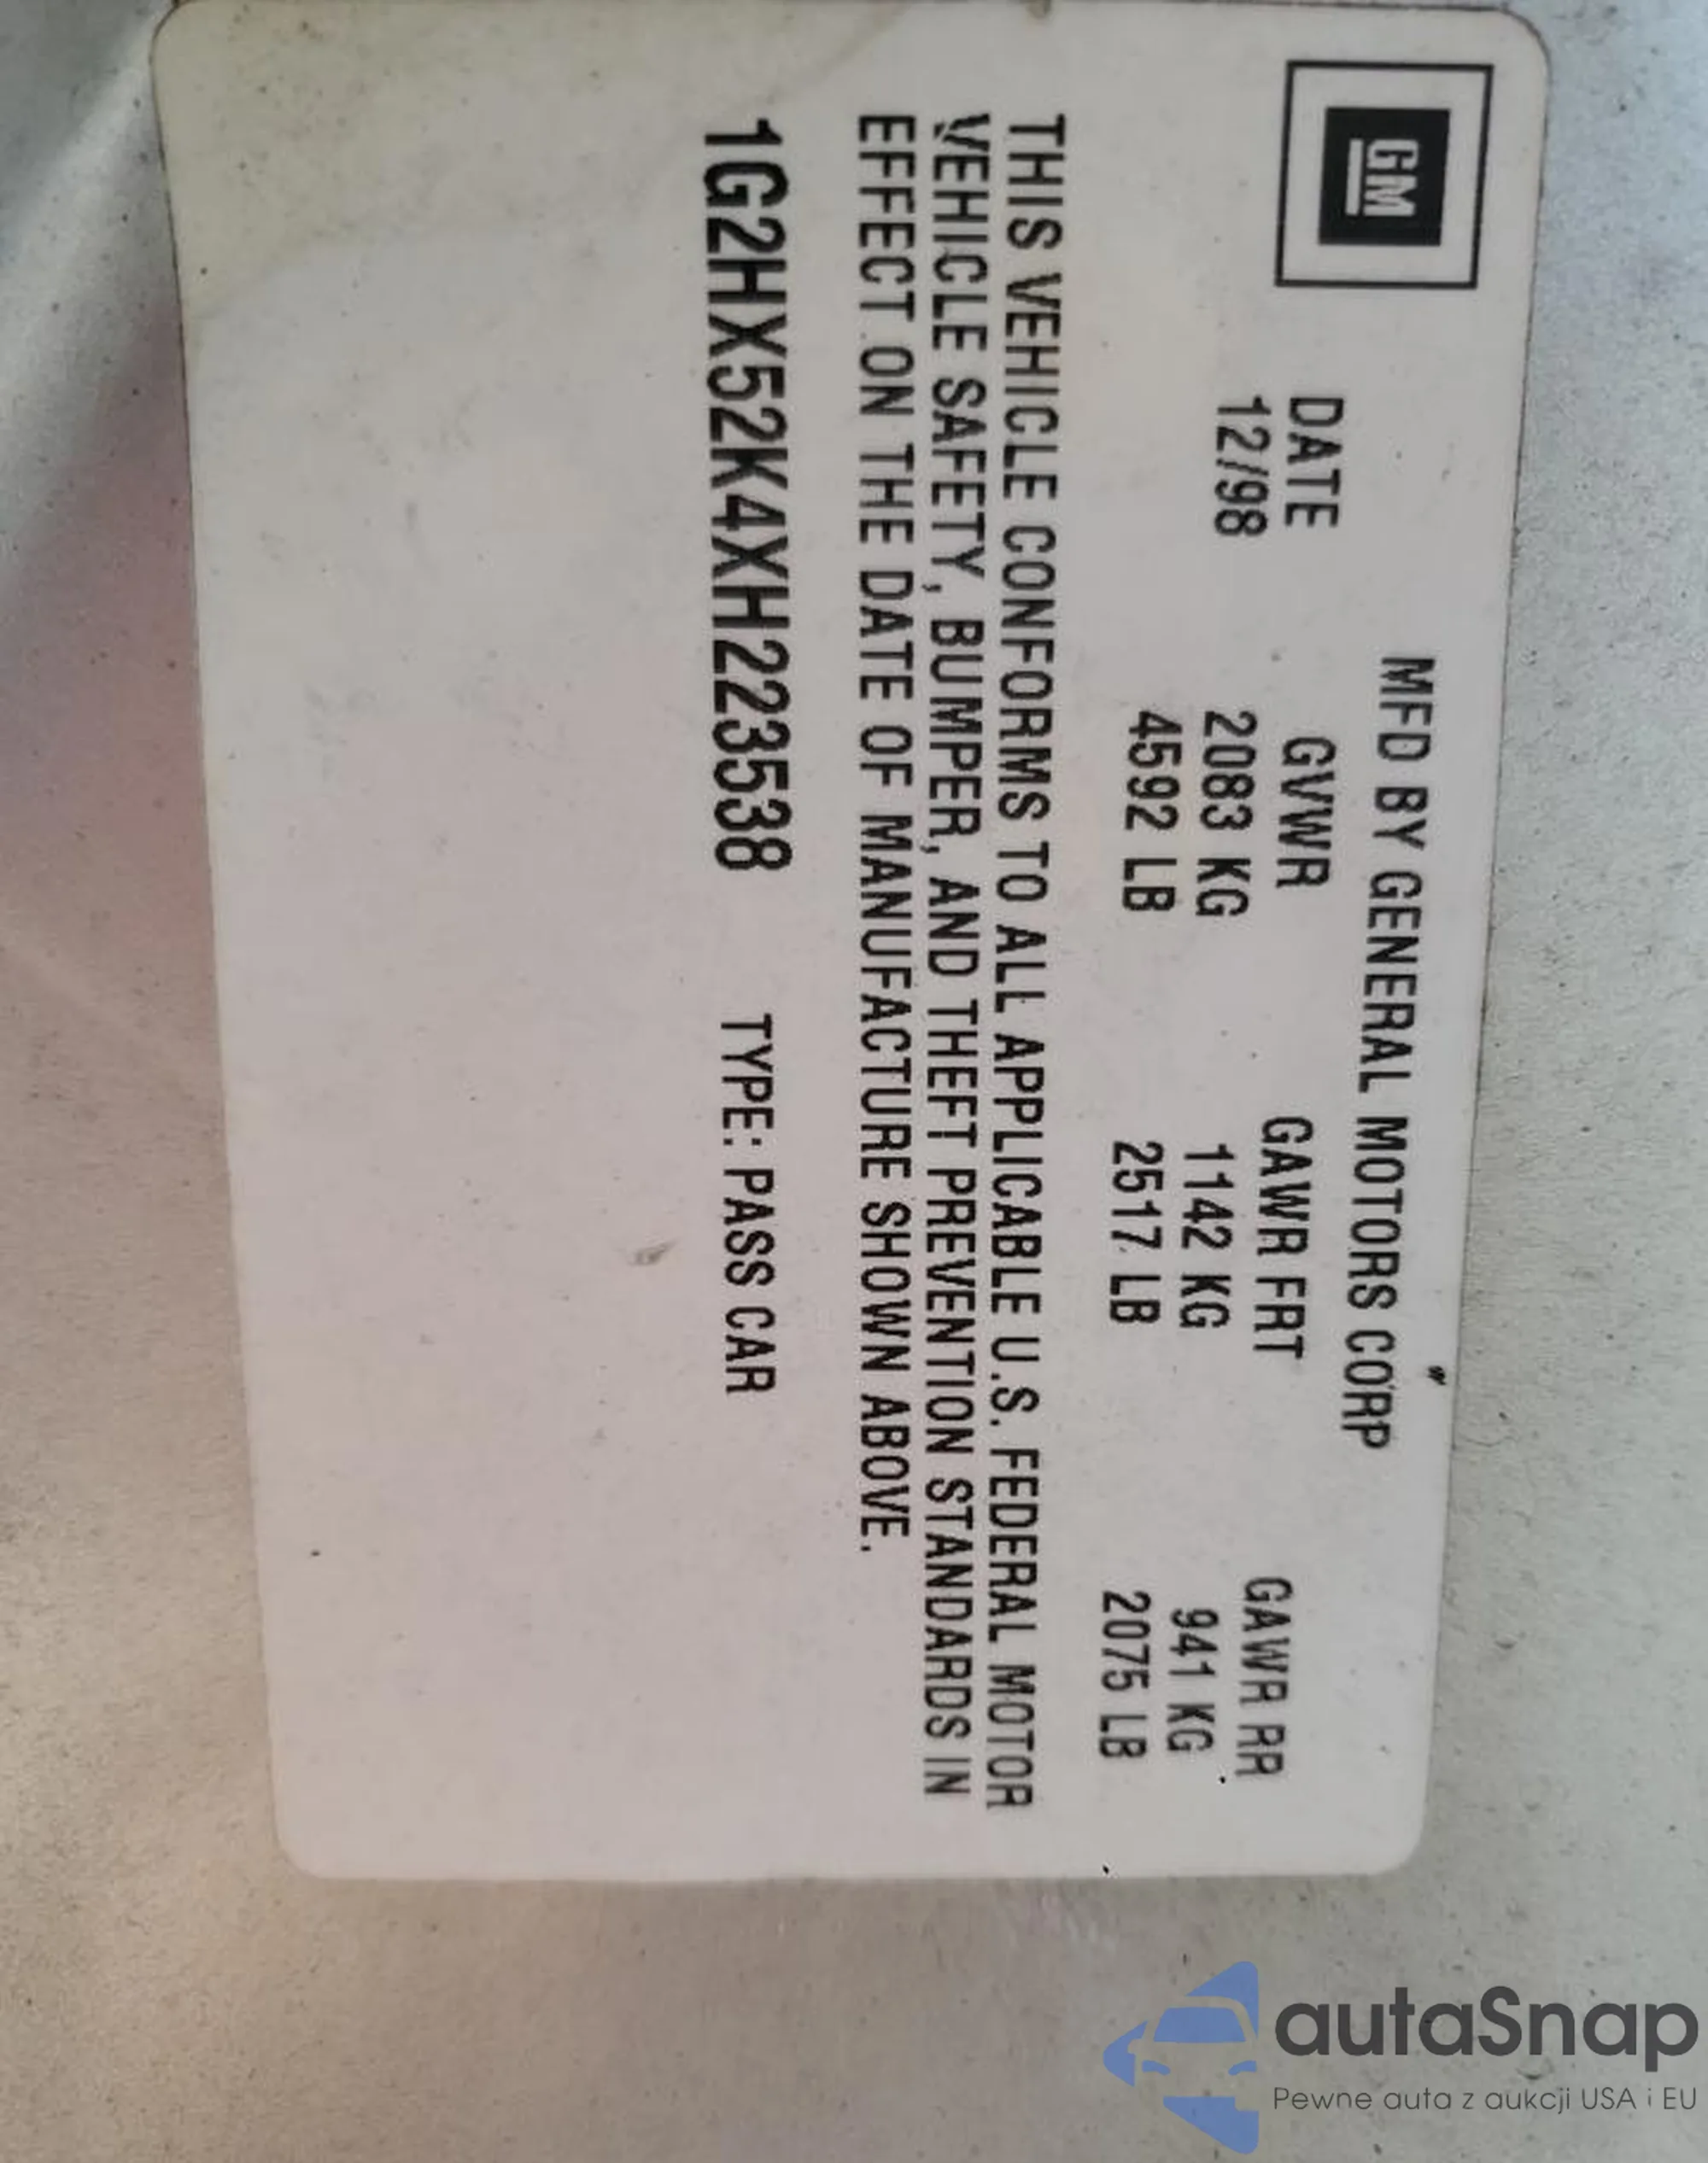 GM
MFD BY GENERAL MOTORS CORP
DATE GVWR GAWR FRT GAWR RR
12/98 2083 KG 1142 KG 941 KG
4592 LB 2517 LB 2075 LB
THIS VEHICLE CONFORMS TO ALL APPLICABLE U.S. FEDERAL MOTOR
VEHICLE SAFETY, BUMPER, AND THEFT PREVENTION STANDARDS IN
EFFECT ON THE DATE OF MANUFACTURE SHOWN ABOVE.
1G2HX52K4XH223538 TYPE: PASS CAR
autaSnap
Pewne auta z aukcji USA i EU